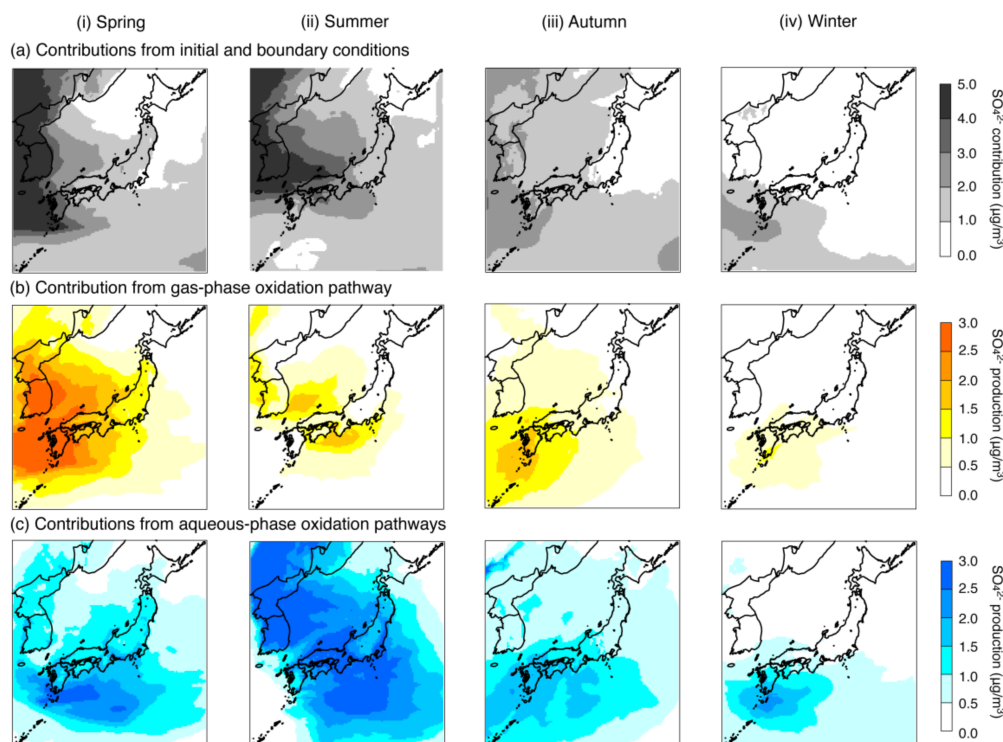 (i) Spring (ii) Summer (iii) Autumn (iv) Winter
(a) Contributions from initial and boundary conditions
5.0
4.0
3.0
2.0
1.0
0.0
SO₄²⁻ contribution (μg/m³)
(b) Contribution from gas-phase oxidation pathway
3.0
2.5
2.0
1.5
1.0
0.5
0.0
SO₄²⁻ production (μg/m³)
(c) Contributions from aqueous-phase oxidation pathways
3.0
2.5
2.0
1.5
1.0
0.5
0.0
SO₄²⁻ production (μg/m³)